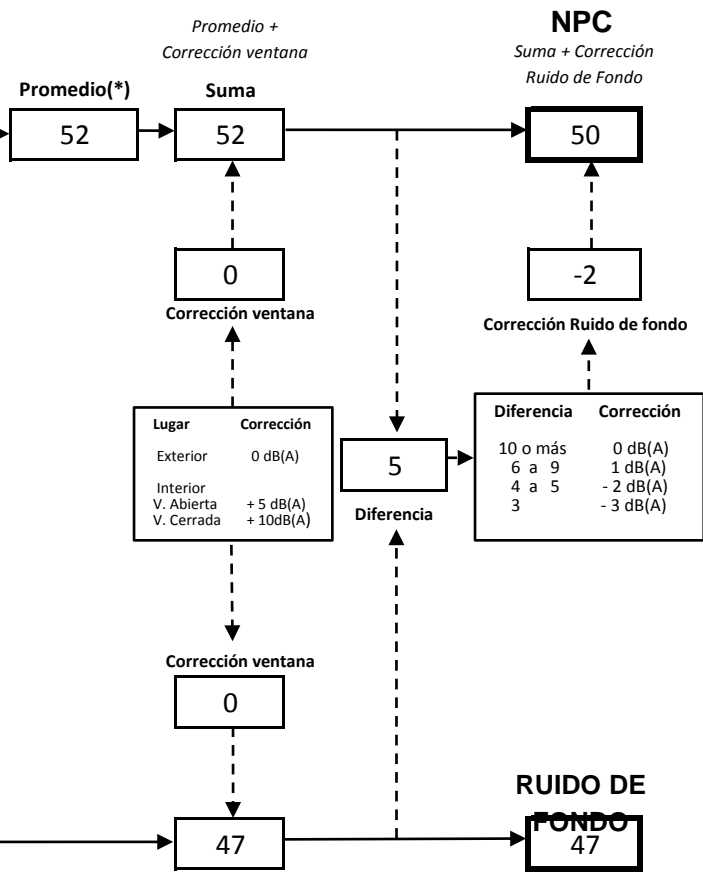 Promedio +
Corrección ventana
NPC
Suma + Corrección
Ruido de Fondo
Promedio(*)
Suma
52
52
50
0
-2
Corrección ventana
Corrección Ruido de fondo
Lugar Corrección
Exterior 0 dB(A)
Interior
V. Abierta + 5 dB(A)
V. Cerrada + 10dB(A)
5
Diferencia
Diferencia Corrección
10 o más 0 dB(A)
6 a 9 1 dB(A)
4 a 5 - 2 dB(A)
3 - 3 dB(A)
Corrección ventana
0
RUIDO DE
FONDO
47
47